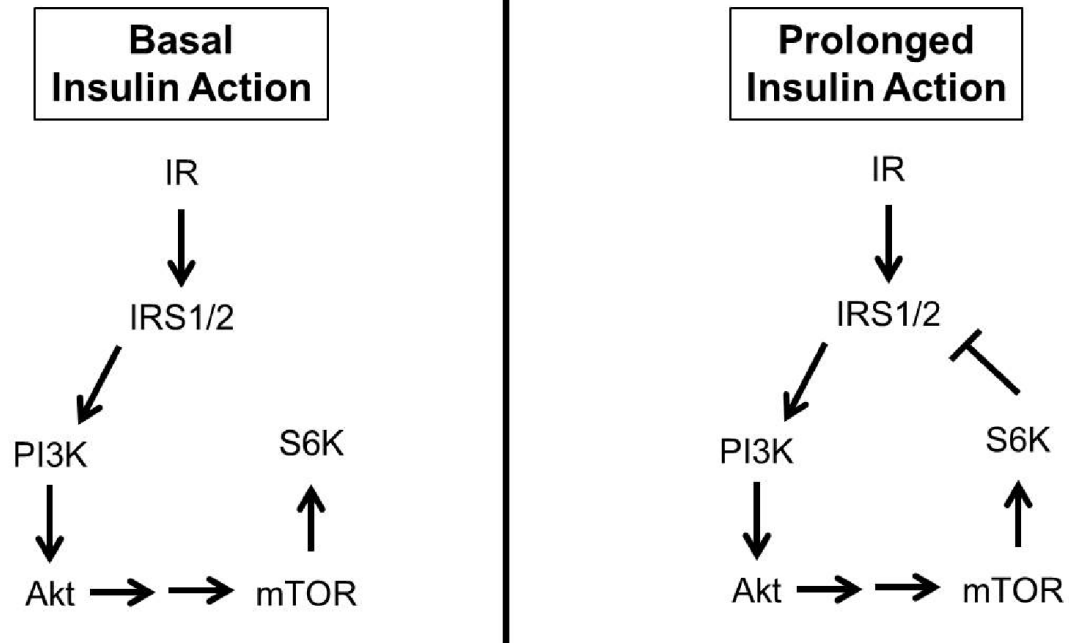 Basal
Insulin Action
IR
IRS1/2
PI3K
S6K
Akt
mTOR
Prolonged
Insulin Action
IR
IRS1/2
PI3K
S6K
Akt
mTOR